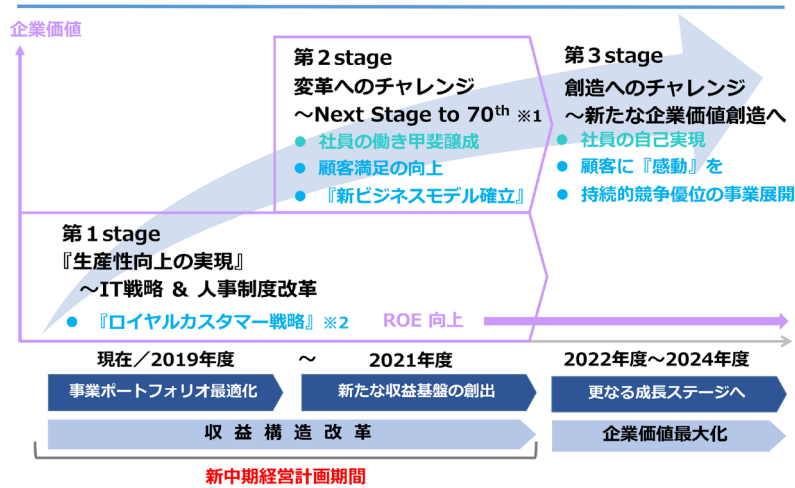 企業価値
第２stage
変革へのチャレンジ
～Next Stage to 70th ※1
● 社員の働き甲斐醸成
● 顧客満足の向上
● 『新ビジネスモデル確立』
第３stage
創造へのチャレンジ
～新たな企業価値創造へ
● 社員の自己実現
● 顧客に『感動』を
● 持続的競争優位の事業展開
第１stage
『生産性向上の実現』
～IT戦略 & 人事制度改革
● 『ロイヤルカスタマー戦略』※2
ROE 向上
現在／2019年度 ～ 2021年度
2022年度～2024年度
事業ポートフォリオ最適化
新たな収益基盤の創出
更なる成長ステージへ
収益構造改革
企業価値最大化
新中期経営計画期間